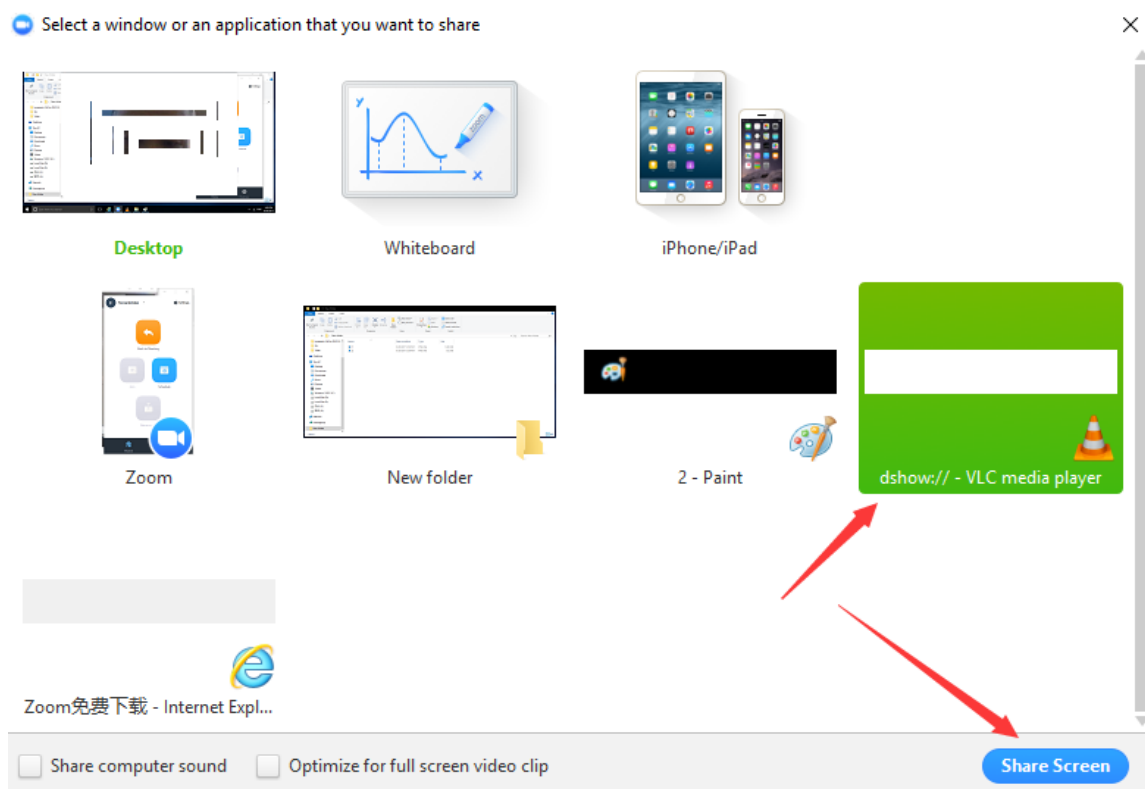 Select a window or an application that you want to share
Desktop
Whiteboard
iPhone/iPad
Zoom
New folder
2 - Paint
dshow:// - VLC media player
Zoom免费下载 - Internet Expl...
Share computer sound
Optimize for full screen video clip
Share Screen